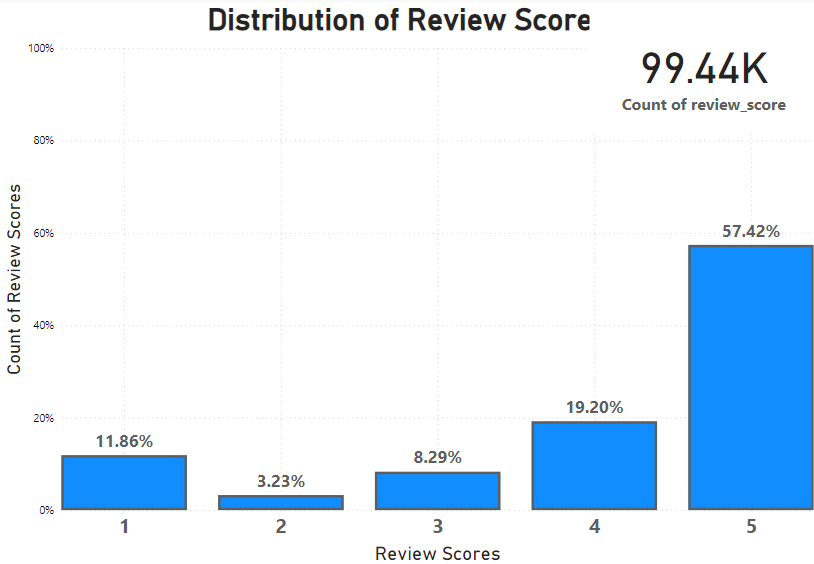 Distribution of Review Score
99.44K
Count of review_score
Count of Review Scores
100%
80%
60%
40%
20%
0%
11.86%
3.23%
8.29%
19.20%
57.42%
1 2 3 4 5
Review Scores